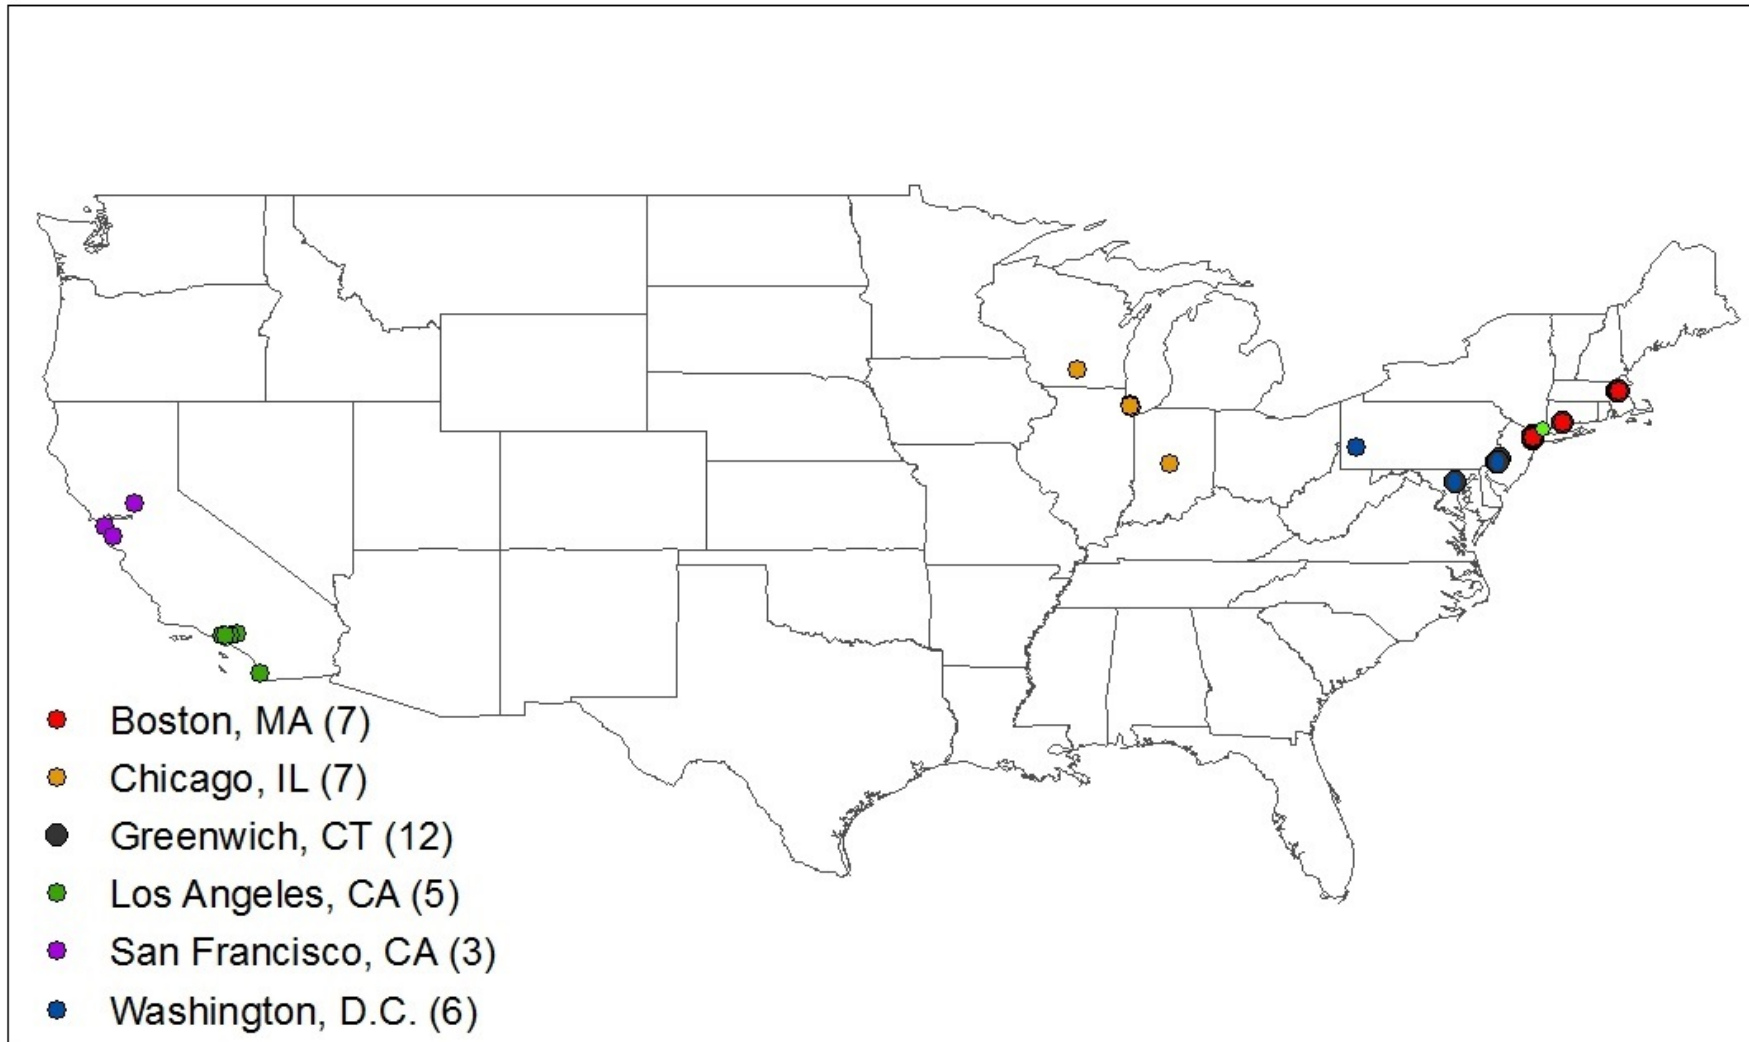 Boston, MA (7)
Chicago, IL (7)
Greenwich, CT (12)
Los Angeles, CA (5)
San Francisco, CA (3)
Washington, D.C. (6)